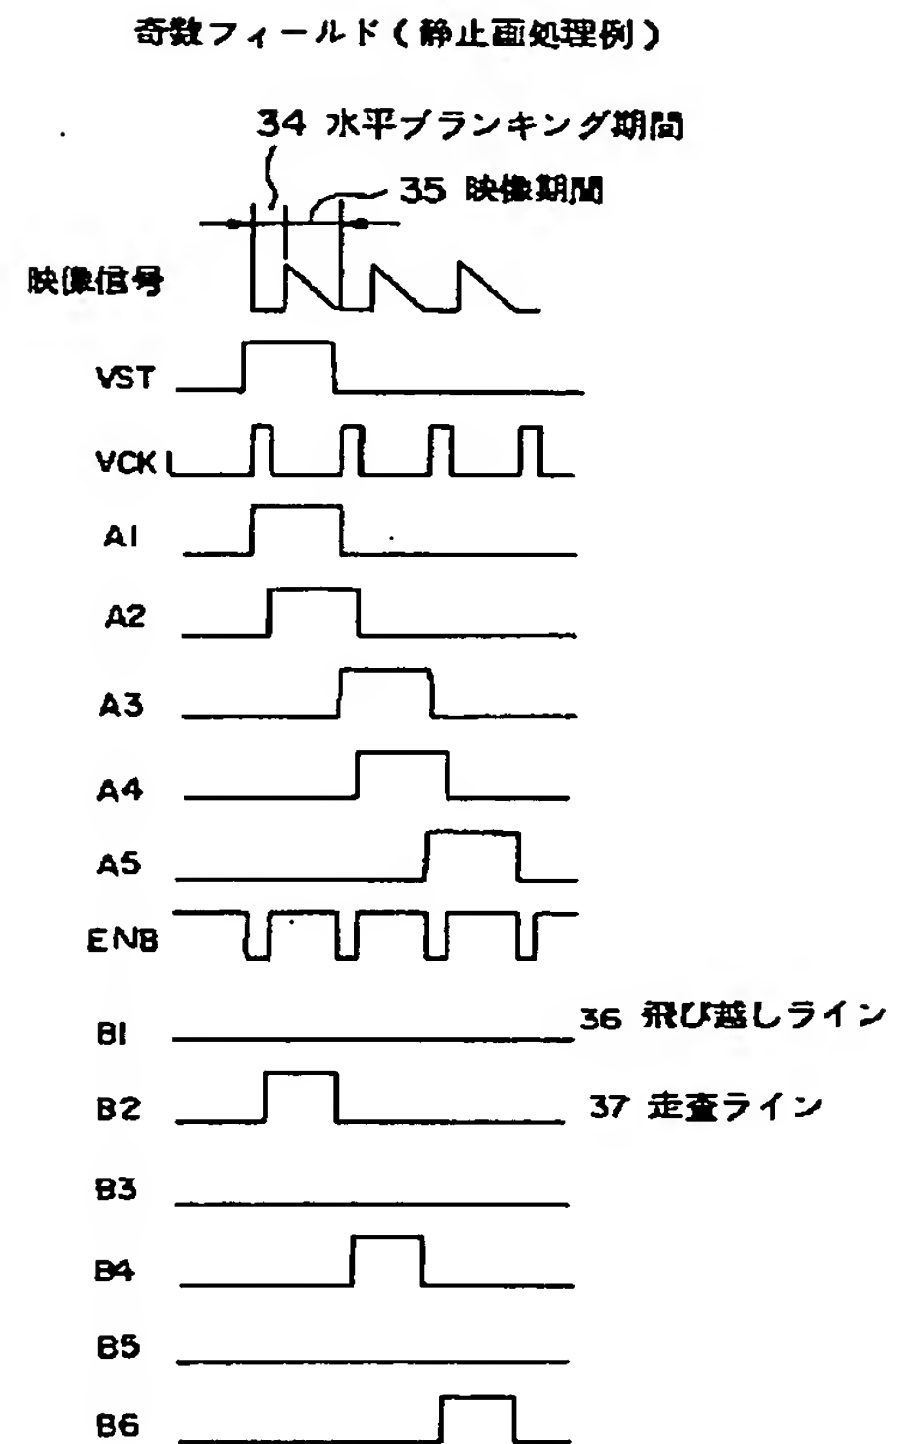 奇数フィールド(静止画処理例)
34 水平ブランキング期間
35 映像期間
映像信号
VST
VCK
A1
A2
A3
A4
A5
ENB
B1
36 飛び越しライン
B2
37 走査ライン
B3
B4
B5
B6